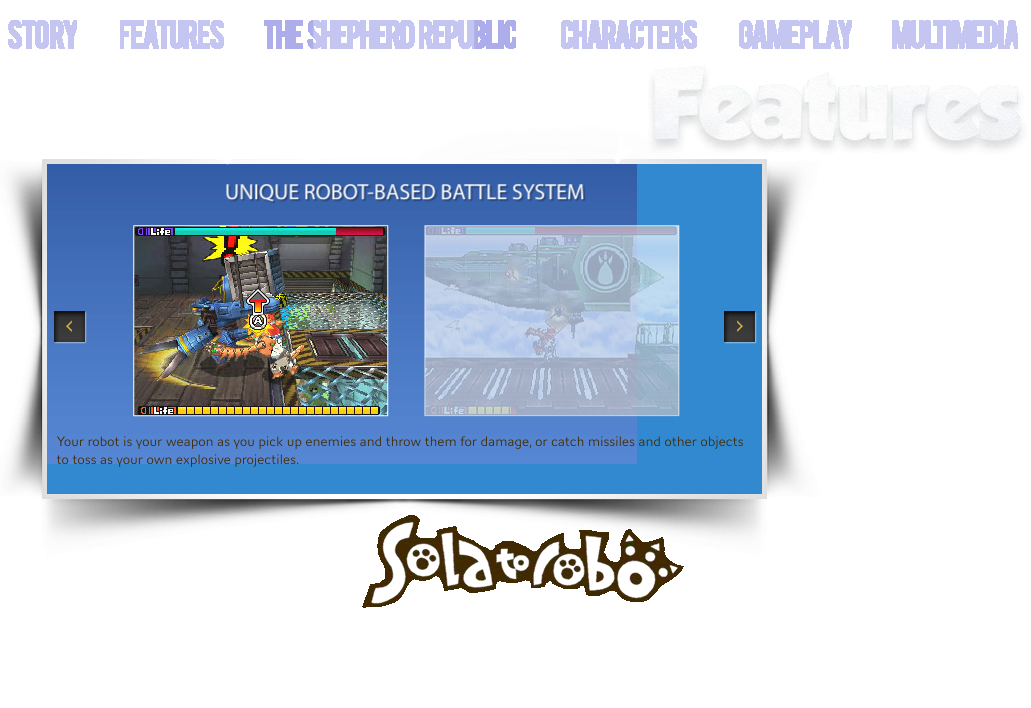 STORY FEATURES THE SHEPHERD REPUBLIC CHARACTERS GAMEPLAY MULTIMEDIA
Features
UNIQUE ROBOT-BASED BATTLE SYSTEM
Life Life
A
Life Life
Your robot is your weapon as you pick up enemies and throw them for damage, or catch missiles and other objects
to toss as your own explosive projectiles.
Solatorobo